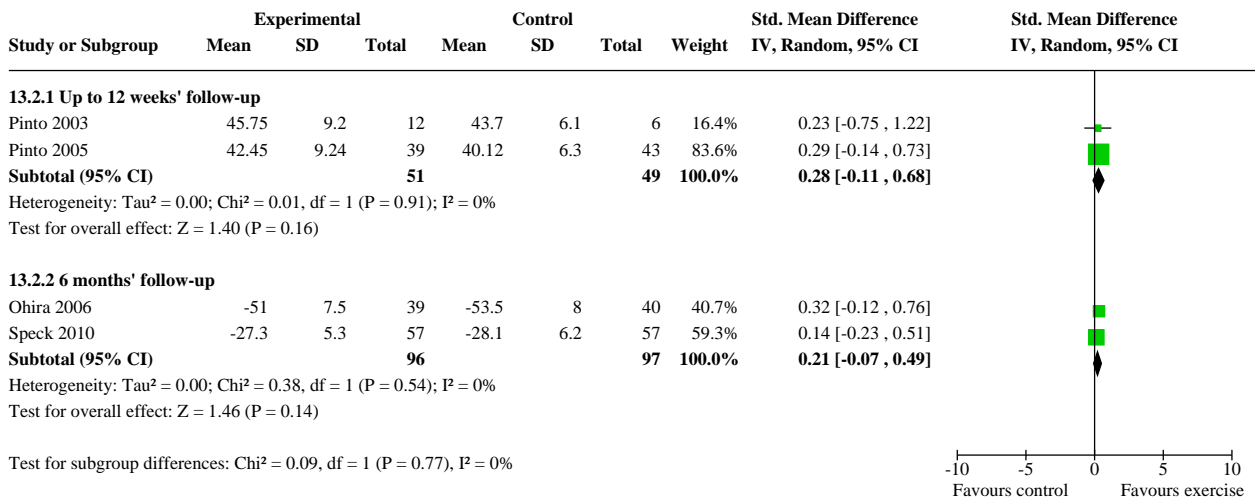 Experimental Control Std. Mean Difference Std. Mean Difference
Study or Subgroup Mean SD Total Mean SD Total Weight IV, Random, 95% CI IV, Random, 95% CI
13.2.1 Up to 12 weeks' follow-up
Pinto 2003 45.75 9.2 12 43.7 6.1 6 16.4% 0.23 [-0.75 , 1.22]
Pinto 2005 42.45 9.24 39 40.12 6.3 43 83.6% 0.29 [-0.14 , 0.73]
Subtotal (95% CI) 51 49 100.0% 0.28 [-0.11 , 0.68]
Heterogeneity: Tau² = 0.00; Chi² = 0.01, df = 1 (P = 0.91); I² = 0%
Test for overall effect: Z = 1.40 (P = 0.16)
13.2.2 6 months' follow-up
Ohira 2006 -51 7.5 39 -53.5 8 40 40.7% 0.32 [-0.12 , 0.76]
Speck 2010 -27.3 5.3 57 -28.1 6.2 57 59.3% 0.14 [-0.23 , 0.51]
Subtotal (95% CI) 96 97 100.0% 0.21 [-0.07 , 0.49]
Heterogeneity: Tau² = 0.00; Chi² = 0.38, df = 1 (P = 0.54); I² = 0%
Test for overall effect: Z = 1.46 (P = 0.14)
Test for subgroup differences: Chi² = 0.09, df = 1 (P = 0.77), I² = 0%
-10 -5 0 5 10
Favours control Favours exercise